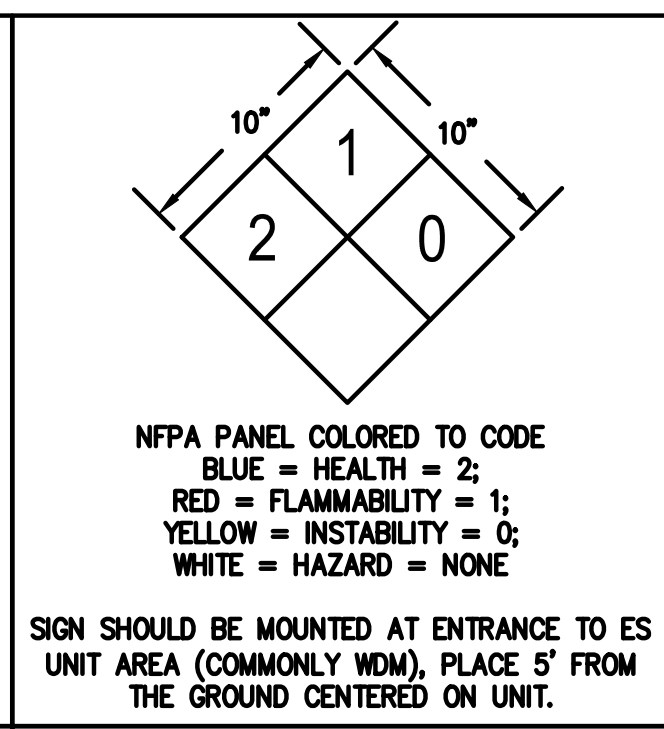 10"
10"
1
2
0
NFPA PANEL COLORED TO CODE
BLUE = HEALTH = 2;
RED = FLAMMABILITY = 1;
YELLOW = INSTABILITY = 0;
WHITE = HAZARD = NONE
SIGN SHOULD BE MOUNTED AT ENTRANCE TO ES
UNIT AREA (COMMONLY WDM), PLACE 5' FROM
THE GROUND CENTERED ON UNIT.